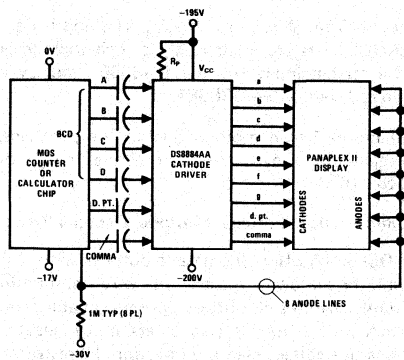 -195V
0V
RP
VCC
A
B
C
D
D. PT.
COMMA
BCD
MOS
COUNTER
OR
CALCULATOR
CHIP
DS8884AA
CATHODE
DRIVER
a
b
c
d
e
f
g
d. pt.
comma
CATHODES
PANAPLEX II
DISPLAY
ANODES
-17V
-200V
8 ANODE LINES
1M TYP (8 PL)
-30V